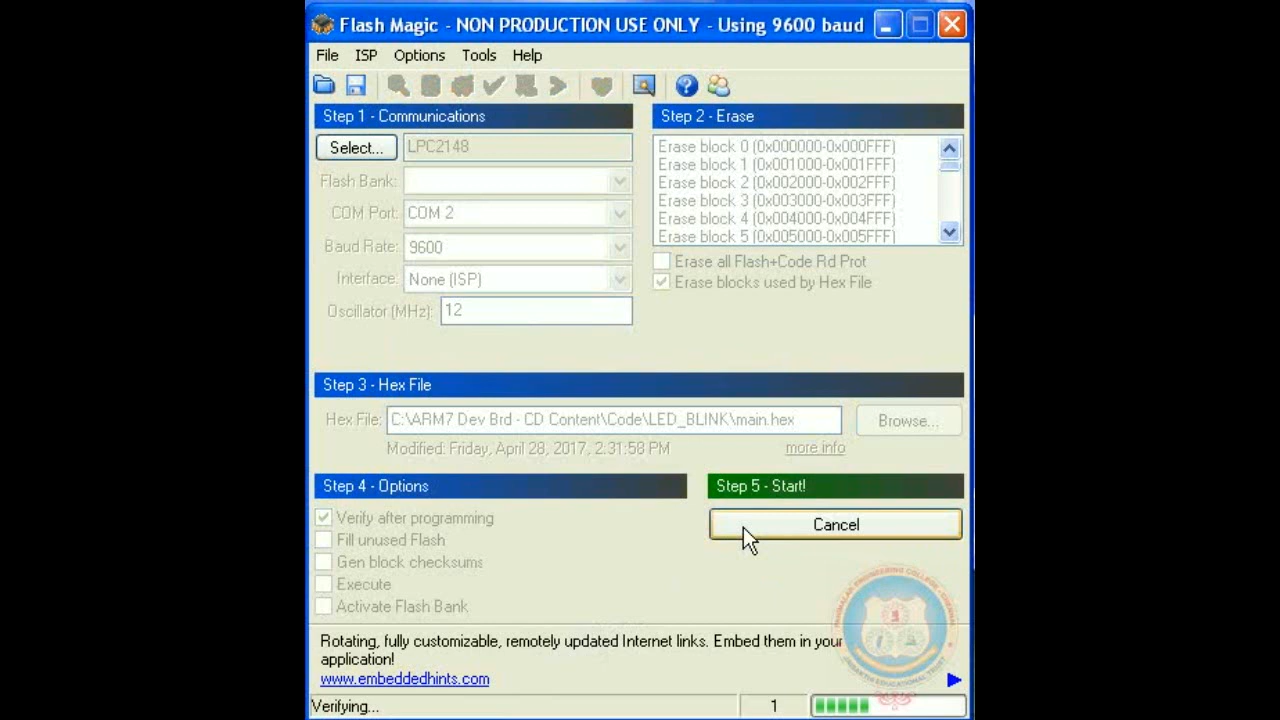 Flash Magic - NON PRODUCTION USE ONLY - Using 9600 baud
File ISP Options Tools Help
Step 1 - Communications
Select... LPC2148
Flash Bank:
COM Port: COM 2
Baud Rate: 9600
Interface: None (ISP)
Oscillator (MHz): 12
Step 2 - Erase
Erase block 0 (0x000000-0x000FFF)
Erase block 1 (0x001000-0x001FFF)
Erase block 2 (0x002000-0x002FFF)
Erase block 3 (0x003000-0x003FFF)
Erase block 4 (0x004000-0x004FFF)
Erase block 5 (0x005000-0x005FFF)
Erase all Flash+Code Rd Prot
Erase blocks used by Hex File
Step 3 - Hex File
Hex File: C:\ARM7 Dev Brd - CD Content\Code\LED_BLINK\main.hex Browse...
Modified: Friday, April 28, 2017, 2:31:58 PM more info
Step 4 - Options
Verify after programming
Fill unused Flash
Gen block checksums
Execute
Activate Flash Bank
Step 5 - Start!
Cancel
Rotating, fully customizable, remotely updated Internet links. Embed them in your
application!
www.embeddedhints.com
Verifying... 1